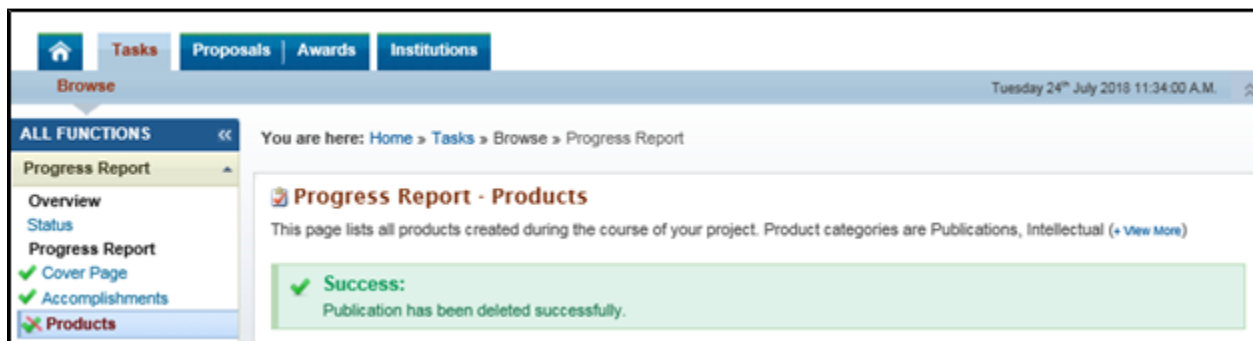 Tasks
Proposals | Awards
Institutions
Browse
Tuesday 24th July 2018 11:34:00 A.M.
ALL FUNCTIONS «
You are here: Home » Tasks » Browse » Progress Report
Progress Report
Overview
Status
Progress Report
Cover Page
Accomplishments
Products
Progress Report - Products
This page lists all products created during the course of your project. Product categories are Publications, Intellectual (+ View More)
Success:
Publication has been deleted successfully.